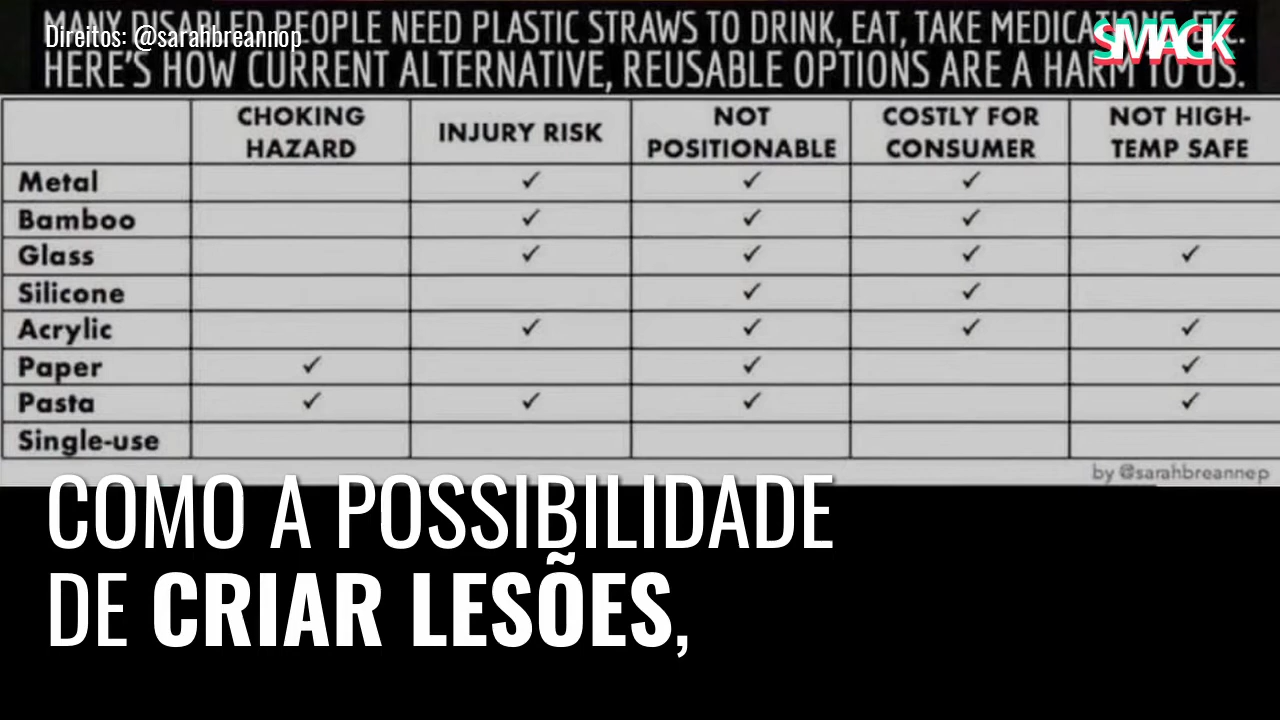 MANY DISABLED PEOPLE NEED PLASTIC STRAWS TO DRINK, EAT, TAKE MEDICATIONS, ETC.
Direitos: @sarahbreannop
SMACK
HERE'S HOW CURRENT ALTERNATIVE, REUSABLE OPTIONS ARE A HARM TO US.
CHOKING HAZARD INJURY RISK NOT POSITIONABLE COSTLY FOR CONSUMER NOT HIGH-TEMP SAFE
Metal ✓ ✓ ✓
Bamboo ✓ ✓ ✓
Glass ✓ ✓ ✓ ✓
Silicone ✓ ✓
Acrylic ✓ ✓ ✓ ✓
Paper ✓ ✓ ✓
Pasta ✓ ✓ ✓ ✓
Single-use
by @sarahbreannep
COMO A POSSIBILIDADE
DE CRIAR LESÕES,